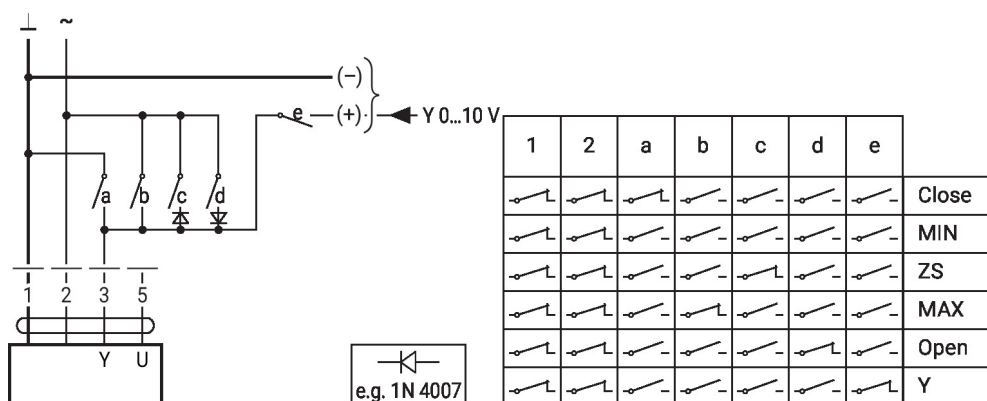 ⊥ ~
(–)
e (+) Y 0...10 V
a b c d
1 2 3 5
Y U
e.g. 1N 4007
1 2 a b c d e
Close
MIN
ZS
MAX
Open
Y